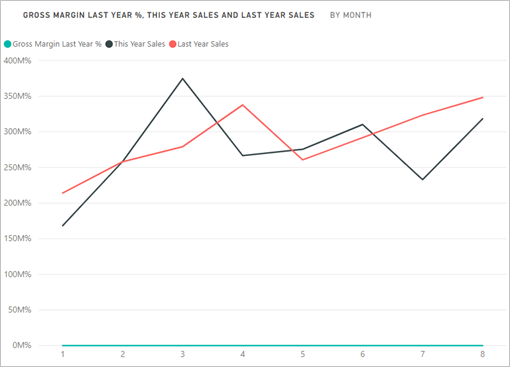 GROSS MARGIN LAST YEAR %, THIS YEAR SALES AND LAST YEAR SALES BY MONTH
Gross Margin Last Year % This Year Sales Last Year Sales
400M%
350M%
300M%
250M%
200M%
150M%
100M%
50M%
0M%
1 2 3 4 5 6 7 8